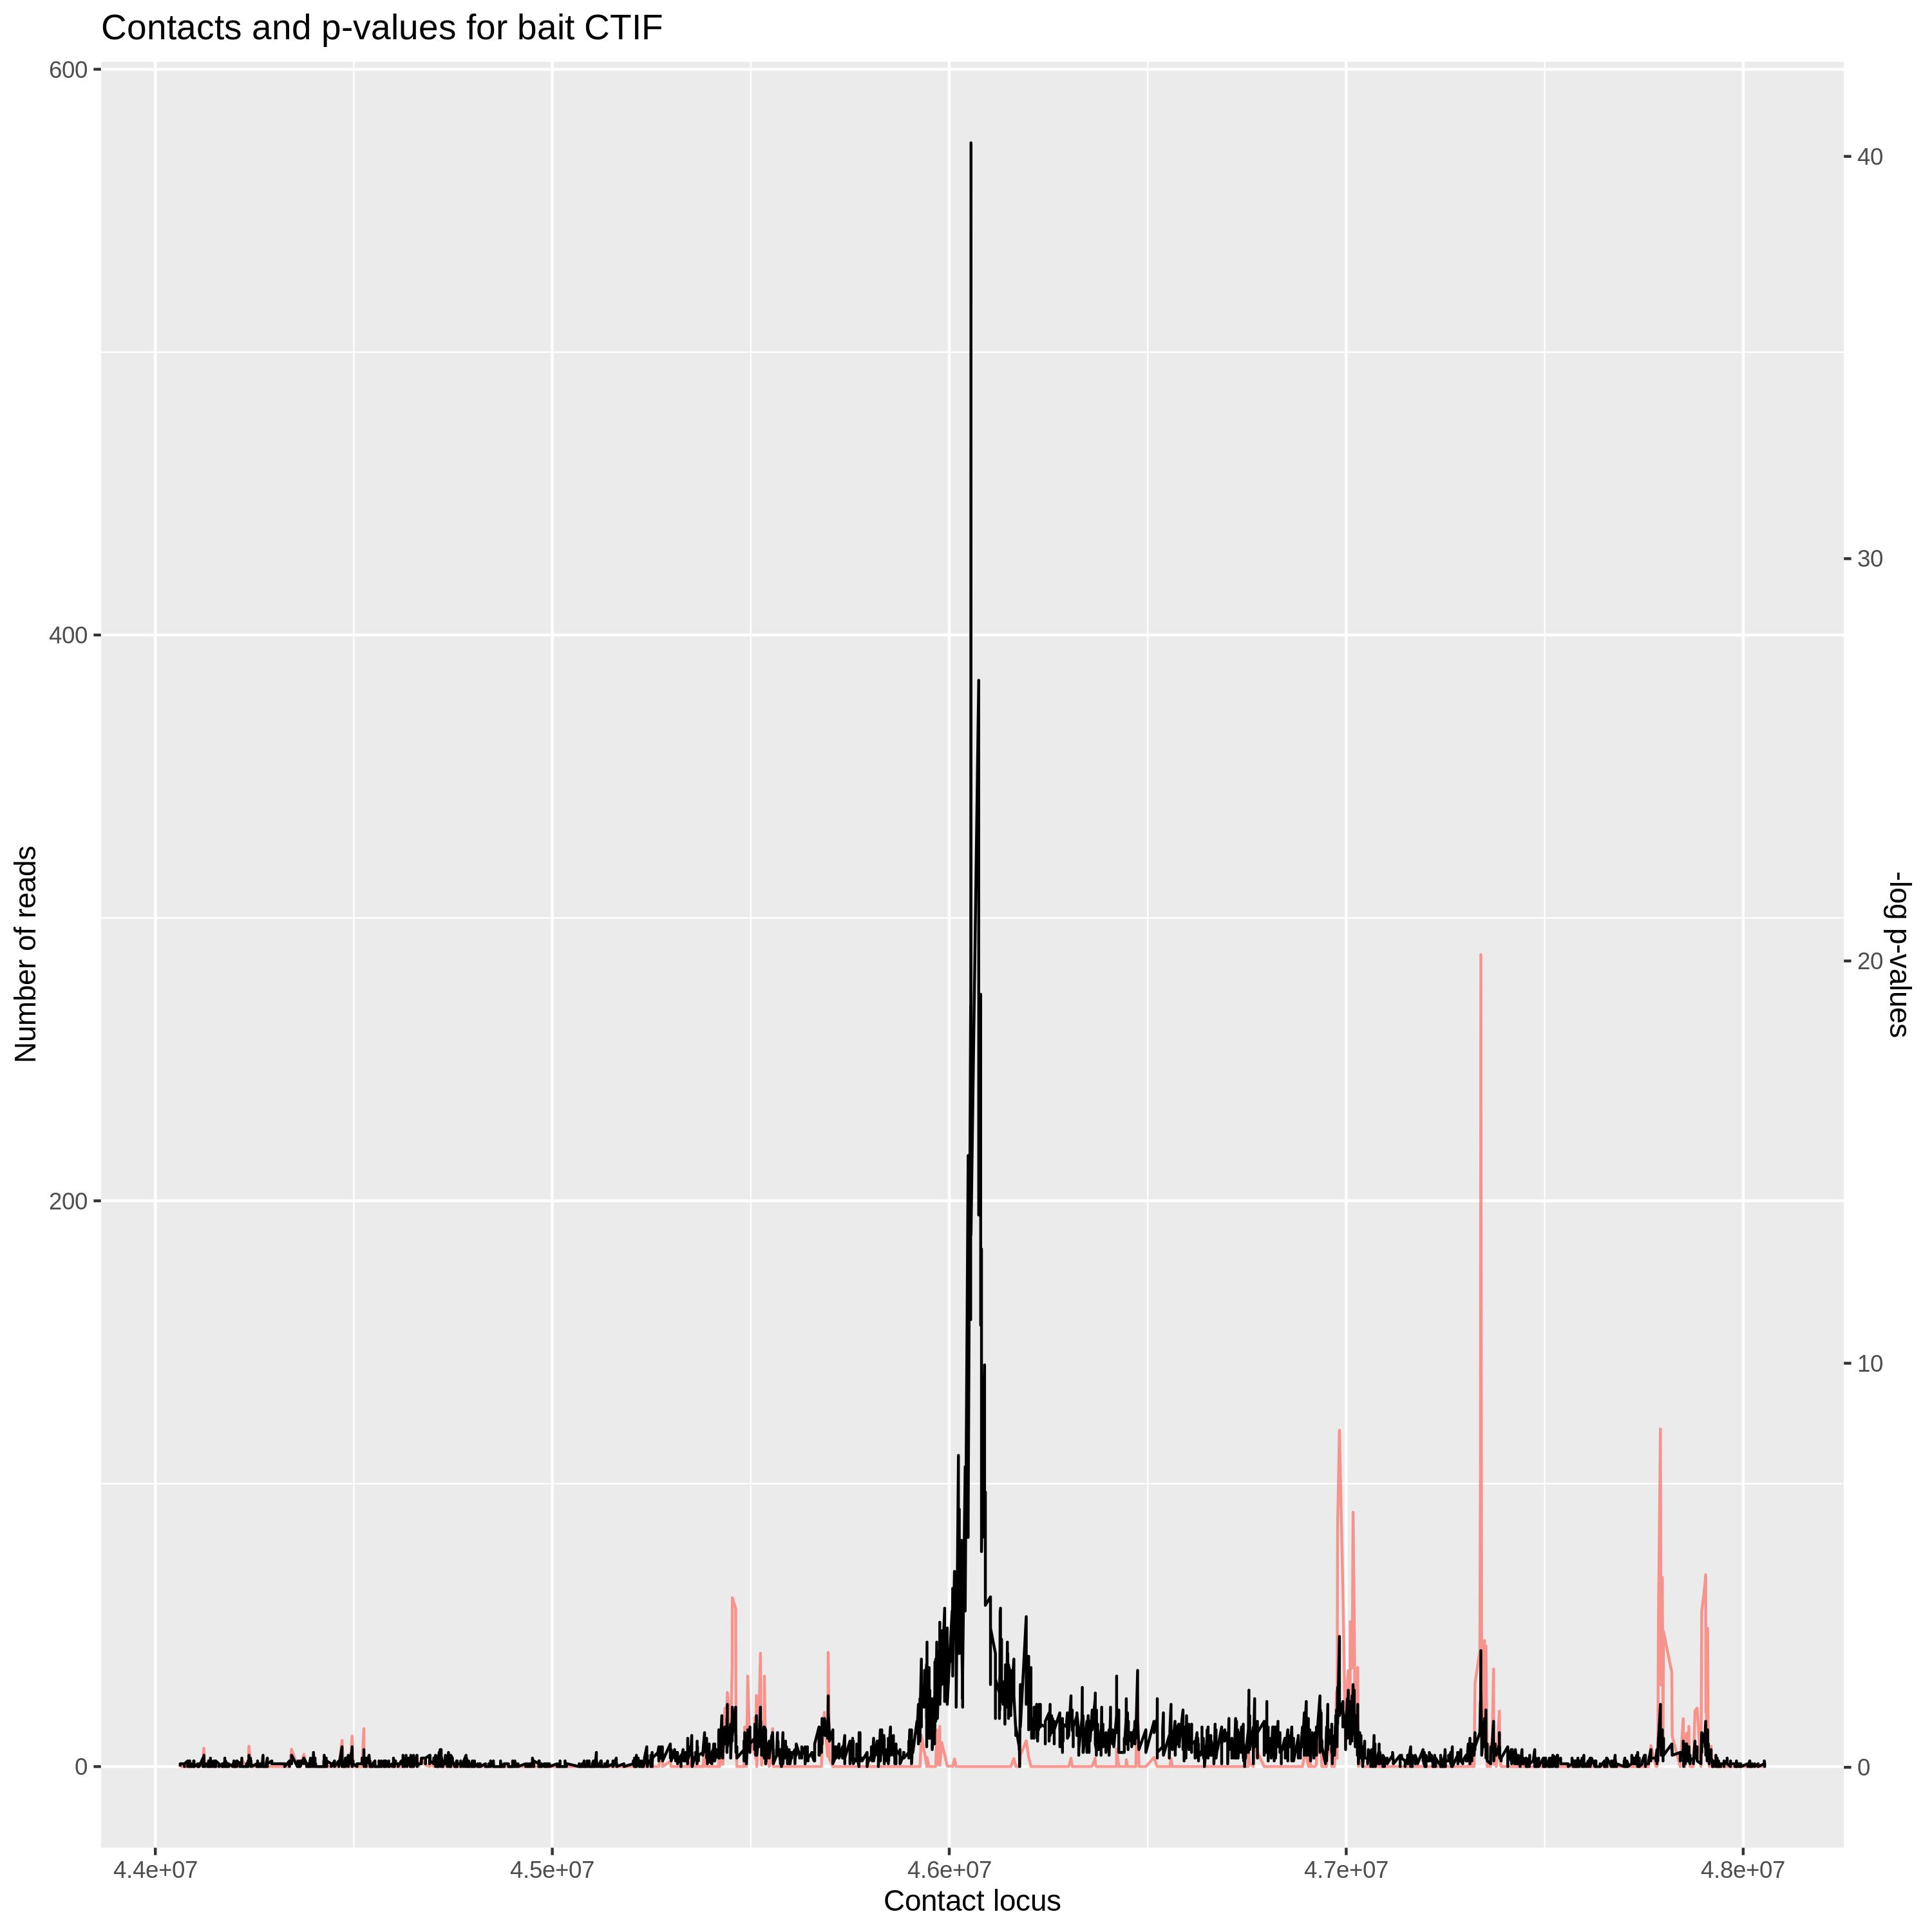 Contacts and p-values for bait CTIF
600
400
200
0
Number of reads
40
30
20
10
0
-log p-values
4.4e+07 4.5e+07 4.6e+07 4.7e+07 4.8e+07
Contact locus